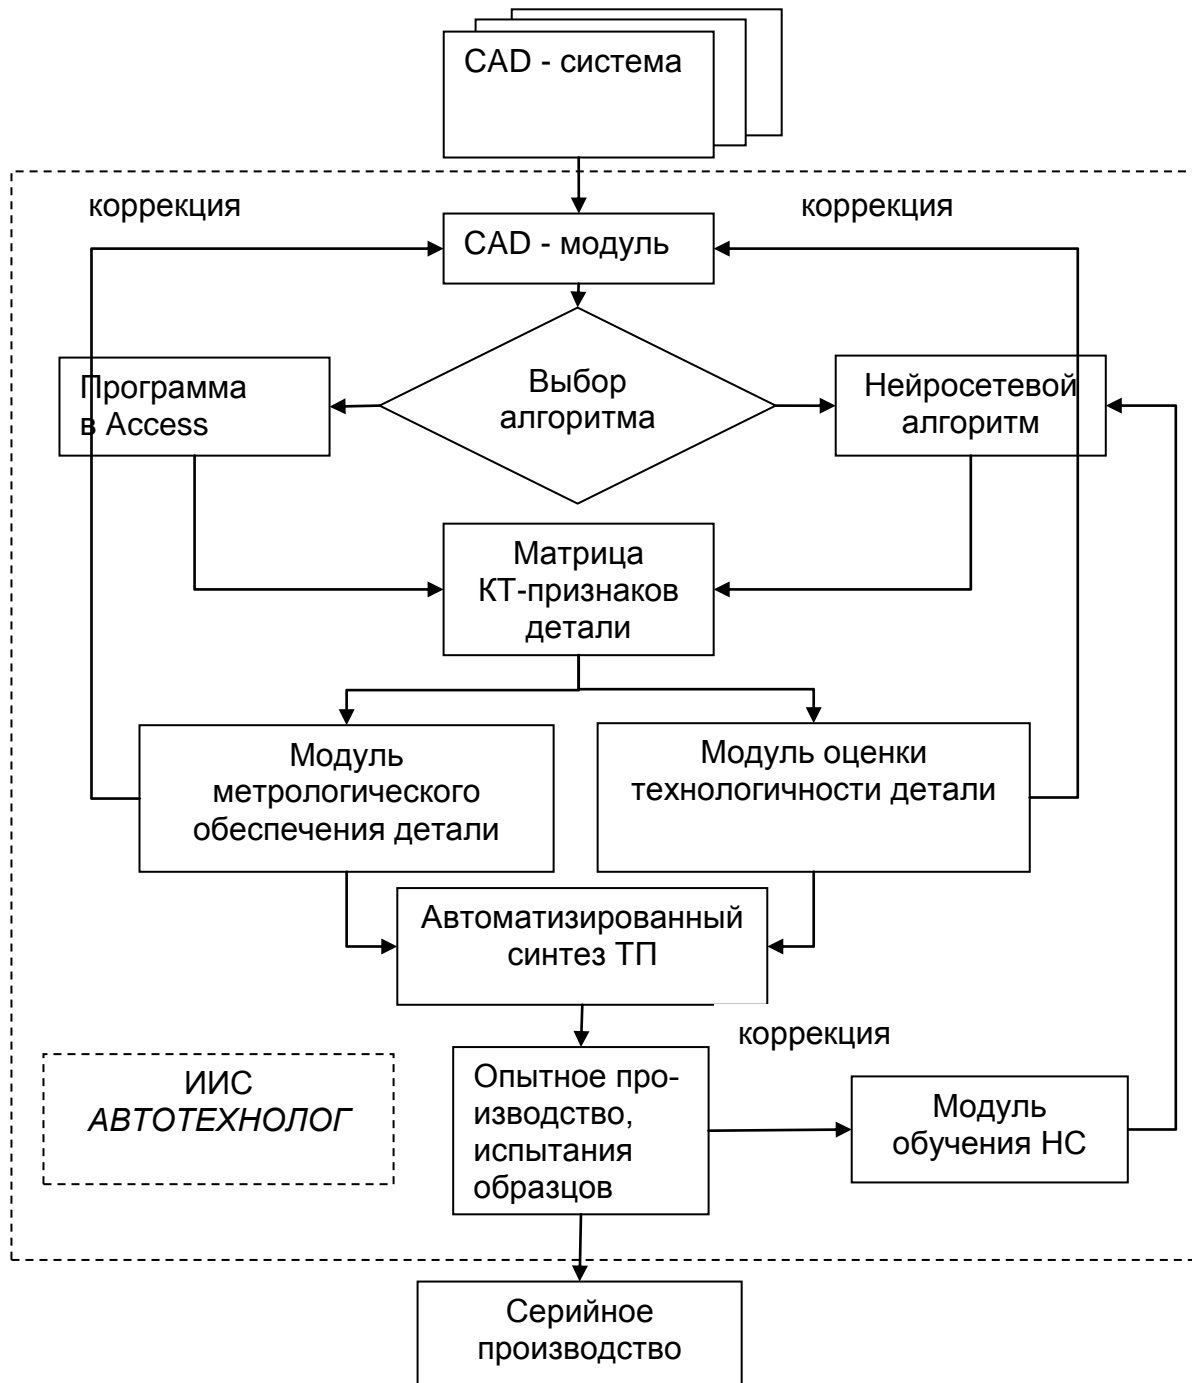 CAD - система
коррекция
коррекция
CAD - модуль
Программа
в Access
Выбор
алгоритма
Нейросетевой
алгоритм
Матрица
КТ-признаков
детали
Модуль
метрологического
обеспечения детали
Модуль оценки
технологичности детали
Автоматизированный
синтез ТП
коррекция
ИИС
АВТОТЕХНОЛОГ
Опытное про-
изводство,
испытания
образцов
Модуль
обучения НС
Серийное
производство